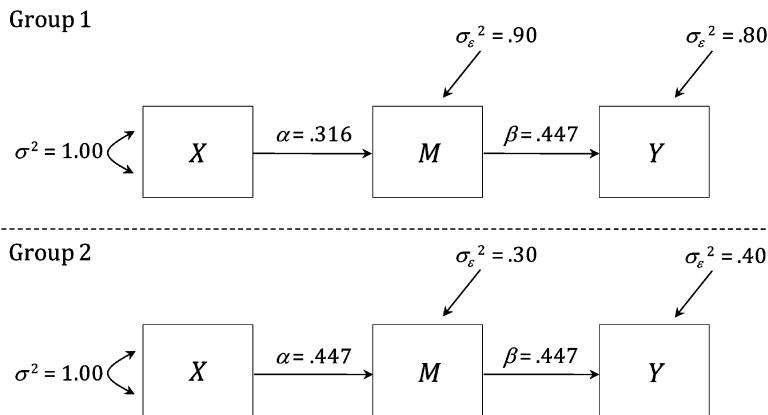 Group 1
σε² = .90
σε² = .80
σ² = 1.00
X
α = .316
M
β = .447
Y
Group 2
σε² = .30
σε² = .40
σ² = 1.00
X
α = .447
M
β = .447
Y